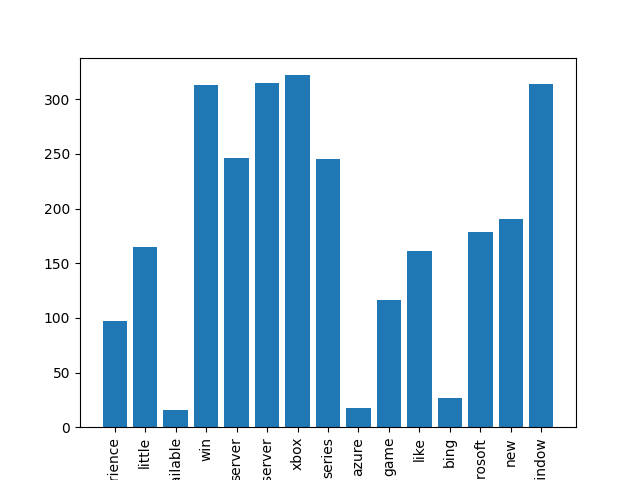 300
250
200
150
100
50
0
rience
little
ilable
win
server
server
xbox
series
azure
game
like
bing
rosoft
new
indow